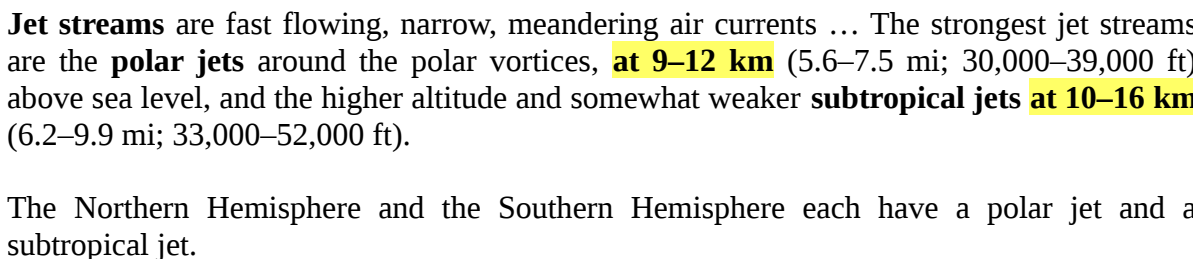 Jet streams are fast flowing, narrow, meandering air currents … The strongest jet streams
are the polar jets around the polar vortices, at 9–12 km (5.6–7.5 mi; 30,000–39,000 ft)
above sea level, and the higher altitude and somewhat weaker subtropical jets at 10–16 km
(6.2–9.9 mi; 33,000–52,000 ft).
The Northern Hemisphere and the Southern Hemisphere each have a polar jet and a
subtropical jet.